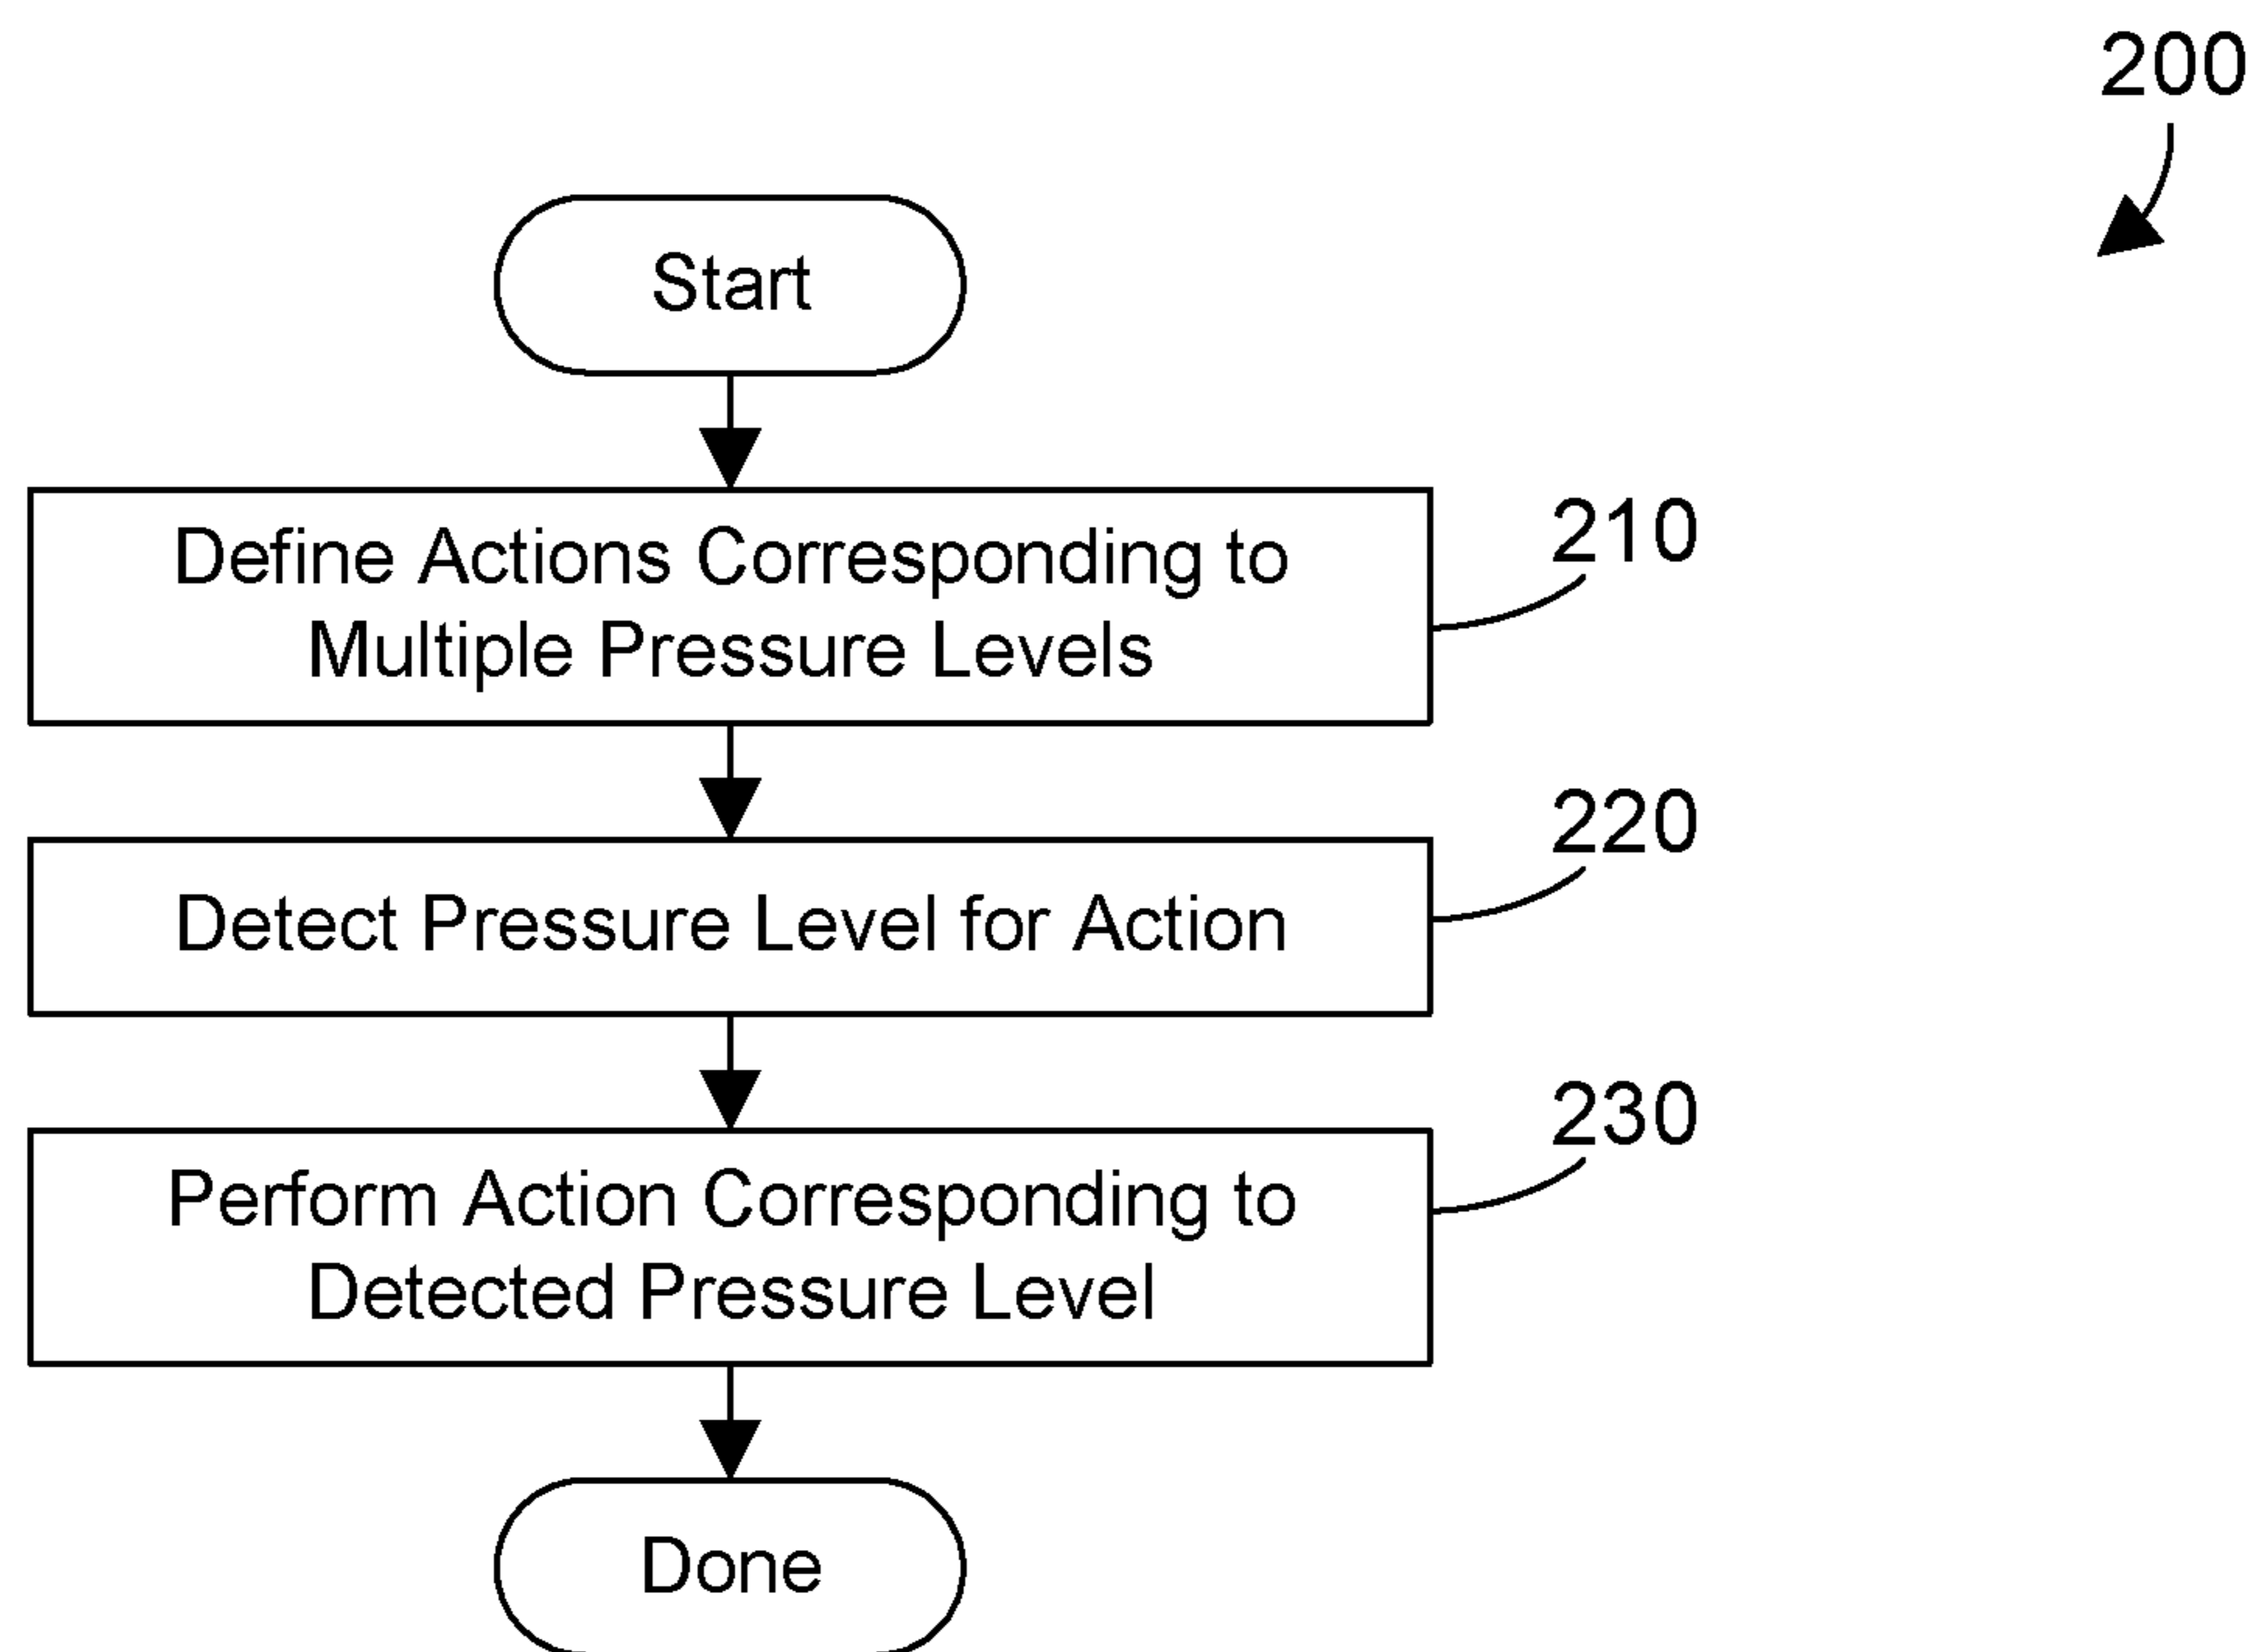 200
Start
Define Actions Corresponding to
Multiple Pressure Levels
210
Detect Pressure Level for Action
220
Perform Action Corresponding to
Detected Pressure Level
230
Done